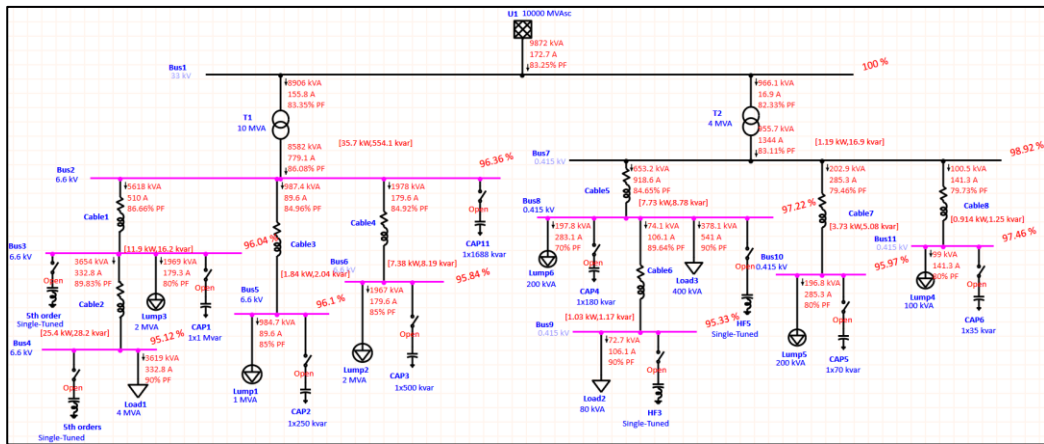 U1
10000 MVAsc
9872 kVA
172.7 A
83.25% PF
Bus1
33 kV
100 %
8906 kVA
155.8 A
83.35% PF
966.1 kVA
16.9 A
82.33% PF
T1
10 MVA
T2
4 MVA
[35.7 kW,554.1 kvar]
8582 kVA
779.1 A
86.08% PF
955.7 kVA
1344 A
83.11% PF
[1.19 kW,16.9 kvar]
96.36 %
98.92 %
Bus2
6.6 kV
Bus7
0.415 kV
5618 kVA
510 A
86.66% PF
987.4 kVA
89.6 A
84.96% PF
1978 kVA
179.6 A
84.92% PF
Open
CAP11
1x1688 kvar
653.2 kVA
918.6 A
84.65% PF
202.9 kVA
285.3 A
79.46% PF
100.5 kVA
141.3 A
79.73% PF
Cable1
Cable3
Cable4
Cable5
Cable7
Cable8
[7.73 kW,8.78 kvar]
97.22 %
Bus8
0.415 kV
[3.73 kW,5.08 kvar]
[0.914 kW,1.25 kvar]
97.46 %
Bus3
6.6 kV
[11.9 kW,16.2 kvar]
96.04 %
3654 kVA
332.8 A
89.83% PF
1969 kVA
179.3 A
80% PF
Open
Open
Cable2
Lump3
2 MVA
CAP1
1x1 Mvar
5th order
Single-Tuned
[1.84 kW,2.04 kvar]
[7.38 kW,8.19 kvar]
95.84 %
Bus6
197.8 kVA
283.1 A
70% PF
Open
74.1 kVA
106.1 A
89.64% PF
378.1 kVA
541 A
90% PF
Open
Lump6
200 kVA
CAP4
1x180 kvar
Cable6
Load3
400 kVA
HF5
Single-Tuned
Bus10
0.415 kV
95.97 %
Bus11
0.415 kV
99 kVA
141.3 A
80% PF
Open
Lump4
100 kVA
CAP6
1x35 kvar
Bus5
6.6 kV
96.1 %
1967 kVA
179.6 A
85% PF
Open
Lump2
2 MVA
CAP3
1x500 kvar
196.8 kVA
285.3 A
80% PF
Open
Lump5
200 kVA
CAP5
1x70 kvar
[25.4 kW,28.2 kvar]
95.12 %
Bus4
6.6 kV
984.7 kVA
89.6 A
85% PF
Open
Lump1
1 MVA
CAP2
1x250 kvar
[1.03 kW,1.17 kvar]
95.33 %
Bus9
0.415 kV
3619 kVA
332.8 A
90% PF
Open
Load1
4 MVA
5th orders
Single-Tuned
72.7 kVA
106.1 A
90% PF
Open
Load2
80 kVA
HF3
Single-Tuned